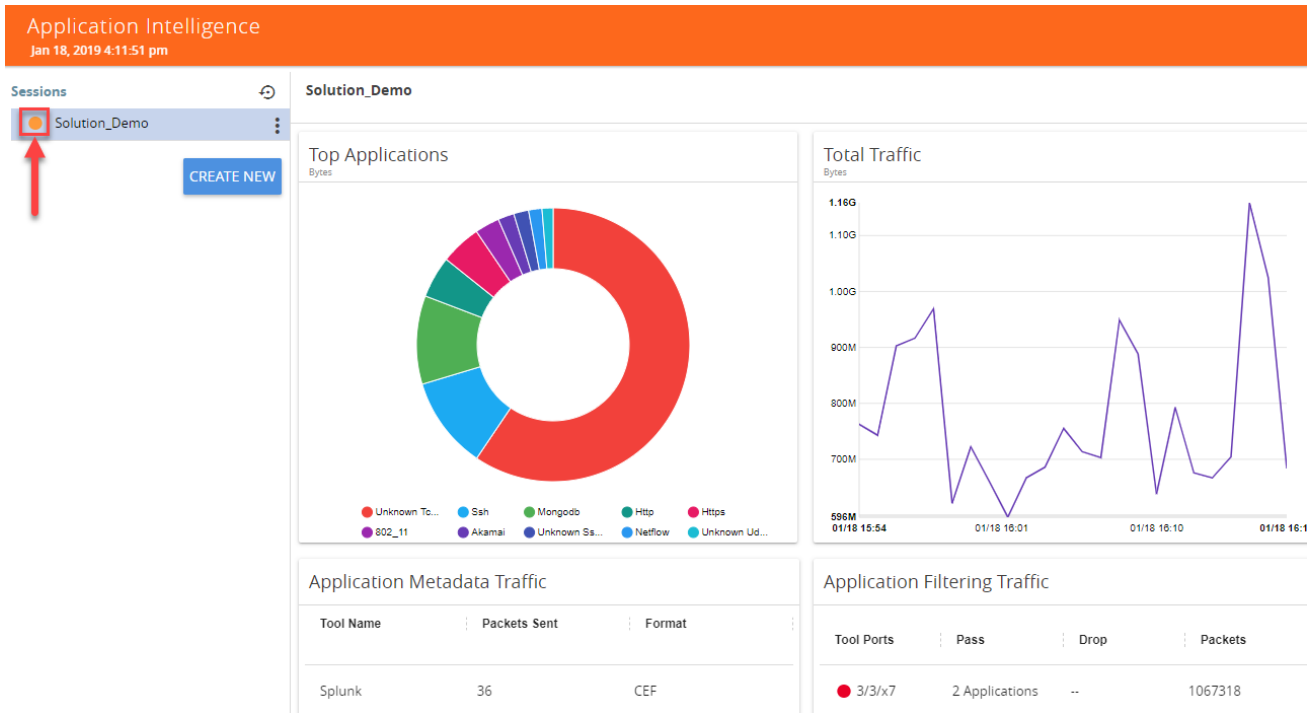 Application Intelligence
Jan 18, 2019 4:11:51 pm
Sessions
Solution_Demo
CREATE NEW
Solution_Demo
Top Applications
Bytes
Unknown Tc... Ssh Mongodb Http Https
802_11 Akamai Unknown Ss... Netflow Unknown Ud...
Total Traffic
Bytes
1.16G
1.10G
1.00G
900M
800M
700M
596M
01/18 15:54 01/18 16:01 01/18 16:10 01/18 16:1
Application Metadata Traffic
Tool Name Packets Sent Format
Splunk 36 CEF
Application Filtering Traffic
Tool Ports Pass Drop Packets
3/3/x7 2 Applications -- 1067318